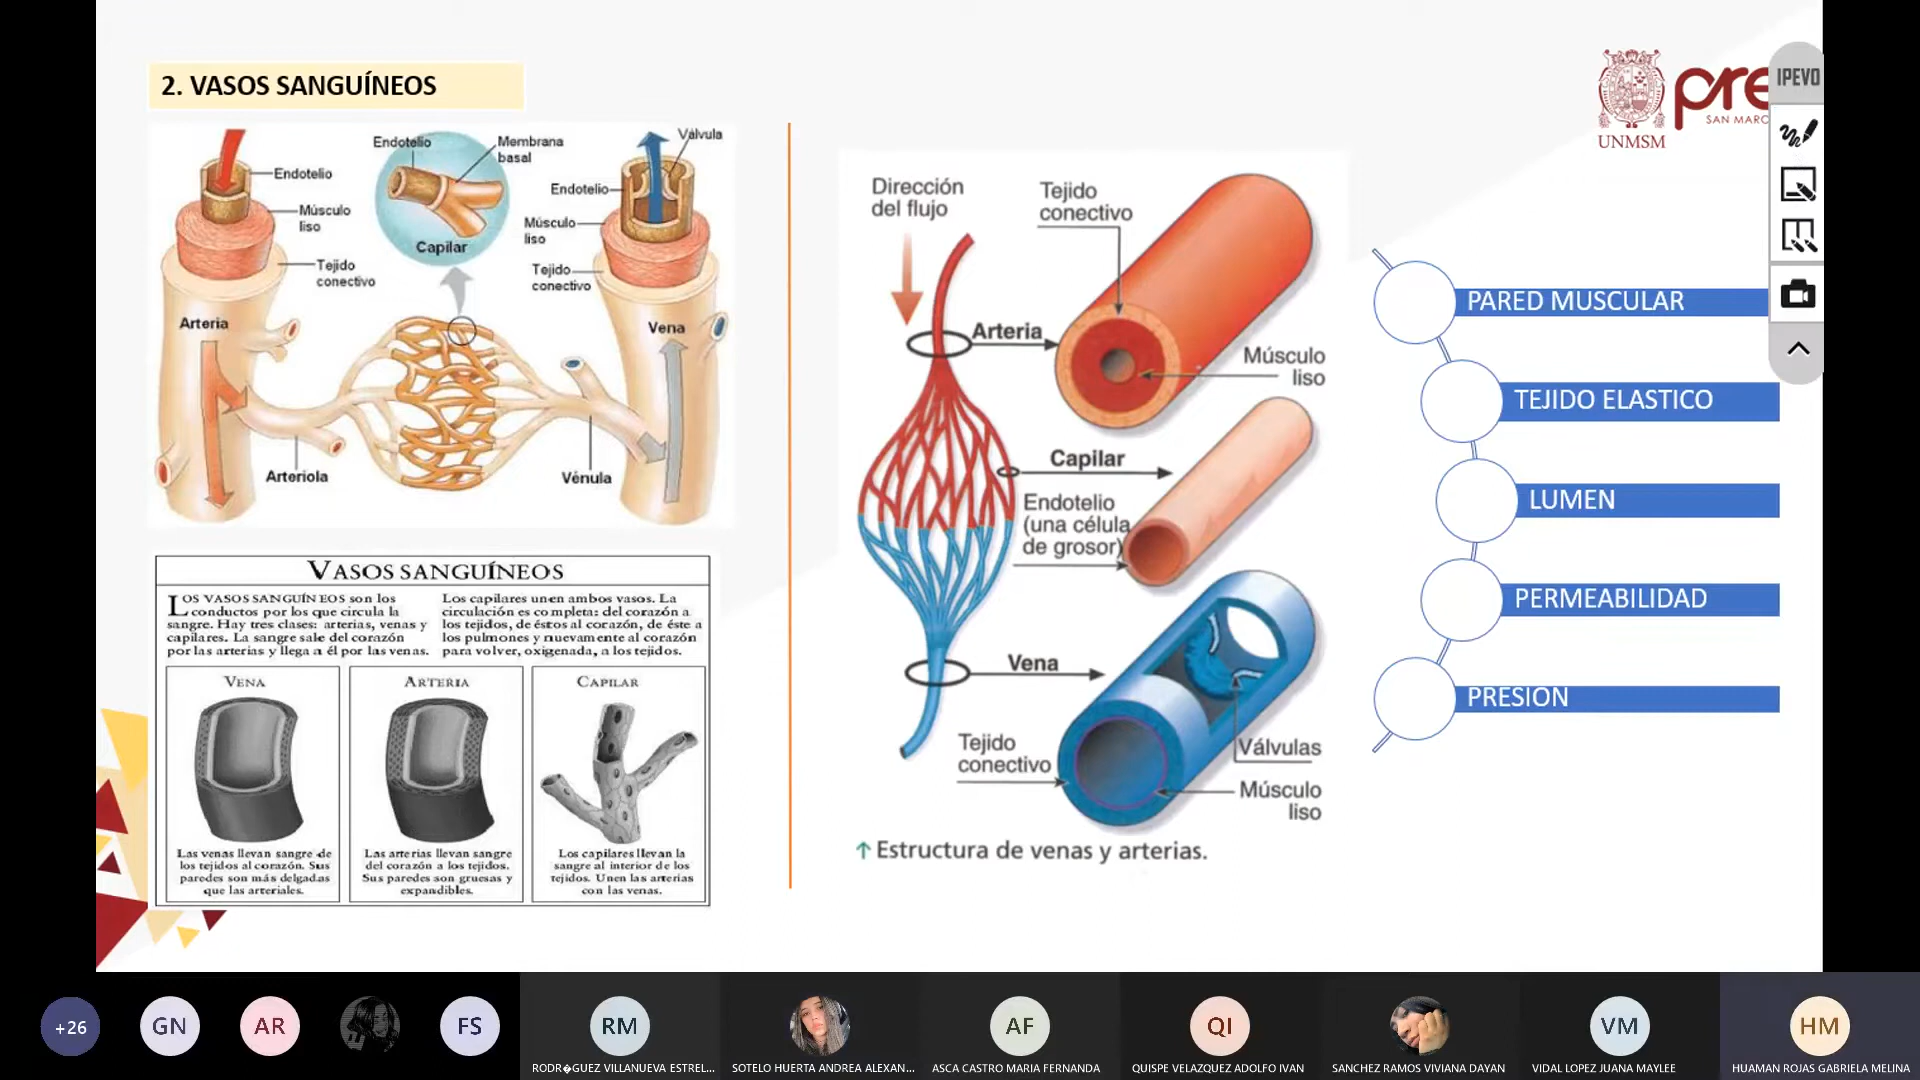 2. VASOS SANGUÍNEOS
UNMSM
pre
SAN MARC
IPEVO
Endotelio
Músculo
liso
Tejido
conectivo
Arteria
Arteriola
Endotelio
Membrana
basal
Capilar
Válvula
Endotelio
Músculo
liso
Tejido
conectivo
Vena
Vénula
VASOS SANGUÍNEOS
LOS VASOS SANGUÍNEOS son los
conductos por los que circula la
sangre. Hay tres clases: arterias, venas y
capilares. La sangre sale del corazón
por las arterias y llega a él por las venas.
Los capilares unen ambos vasos. La
circulación es completa: del corazón a
los tejidos, de éstos al corazón, de éste a
los pulmones y nuevamente al corazón
para volver, oxigenada, a los tejidos.
VENA
Las venas llevan sangre de
los tejidos al corazón. Sus
paredes son más delgadas
que las arteriales.
ARTERIA
Las arterias llevan sangre
del corazón a los tejidos.
Sus paredes son gruesas y
expandibles.
CAPILAR
Los capilares llevan la
sangre al interior de los
tejidos. Unen las arterias
con las venas.
Dirección
del flujo
Tejido
conectivo
Arteria
Músculo
liso
Capilar
Endotelio
(una célula
de grosor)
Vena
Tejido
conectivo
Válvulas
Músculo
liso
↑ Estructura de venas y arterias.
PARED MUSCULAR
TEJIDO ELASTICO
LUMEN
PERMEABILIDAD
PRESION
+26
GN
AR
FS
RM
RODR�GUEZ VILLANUEVA ESTREL...
SOTELO HUERTA ANDREA ALEXAN...
AF
ASCA CASTRO MARIA FERNANDA
QI
QUISPE VELAZQUEZ ADOLFO IVAN
SANCHEZ RAMOS VIVIANA DAYAN
VM
VIDAL LOPEZ JUANA MAYLEE
HM
HUAMAN ROJAS GABRIELA MELINA